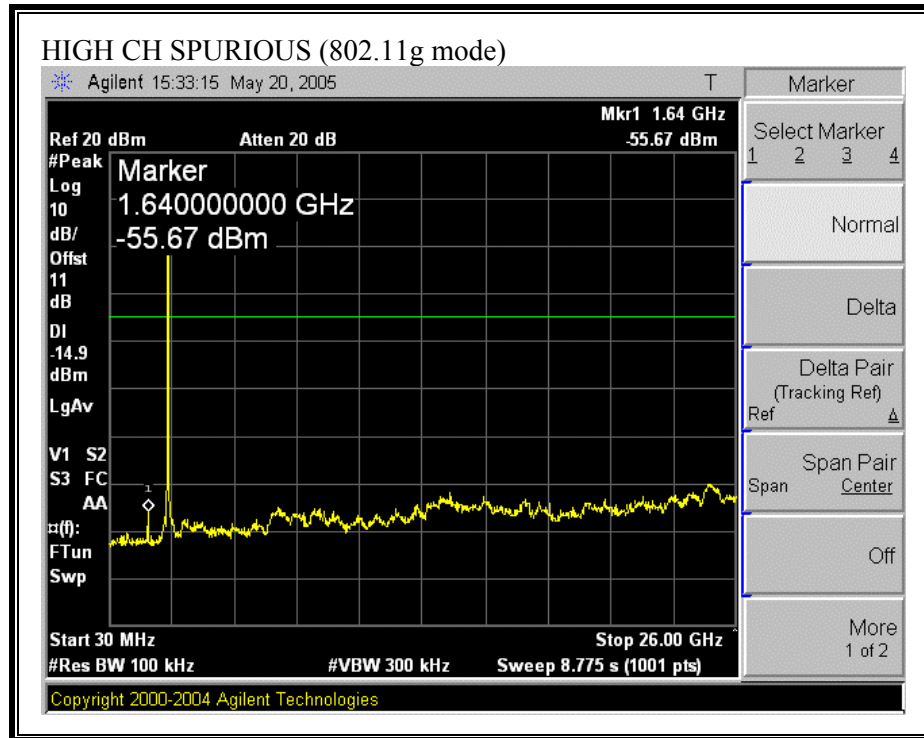 HIGH CH SPURIOUS (802.11g mode)
Agilent 15:33:15 May 20, 2005 T
Mkr1 1.64 GHz
Ref 20 dBm Atten 20 dB -55.67 dBm
#Peak
Log
10
dB/
Offst
11
dB
DI
-14.9
dBm
LgAv
V1 S2
S3 FC
AA
¤(f):
FTun
Swp
Marker
1.640000000 GHz
-55.67 dBm
1
Start 30 MHz Stop 26.00 GHz
#Res BW 100 kHz #VBW 300 kHz Sweep 8.775 s (1001 pts)
Copyright 2000-2004 Agilent Technologies
Marker
Select Marker
1 2 3 4
Normal
Delta
Delta Pair
(Tracking Ref)
Ref Δ
Span Pair
Span Center
Off
More
1 of 2